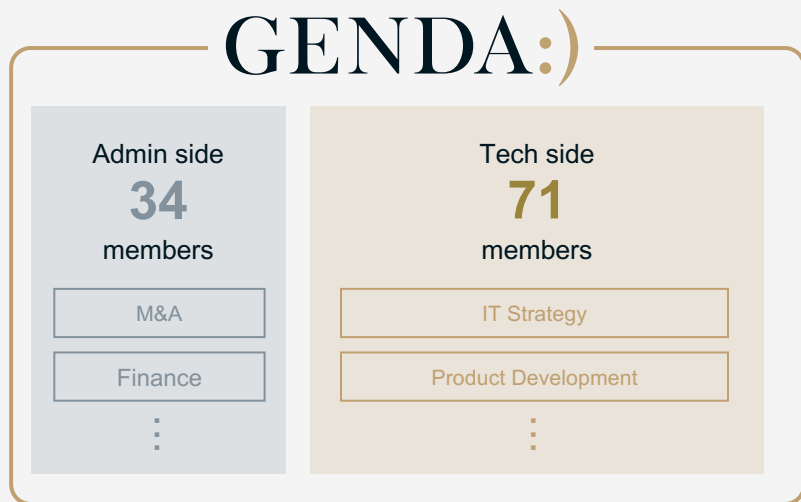 GENDA:)
Admin side
34
members
M&A
Finance
⋮
Tech side
71
members
IT Strategy
Product Development
⋮